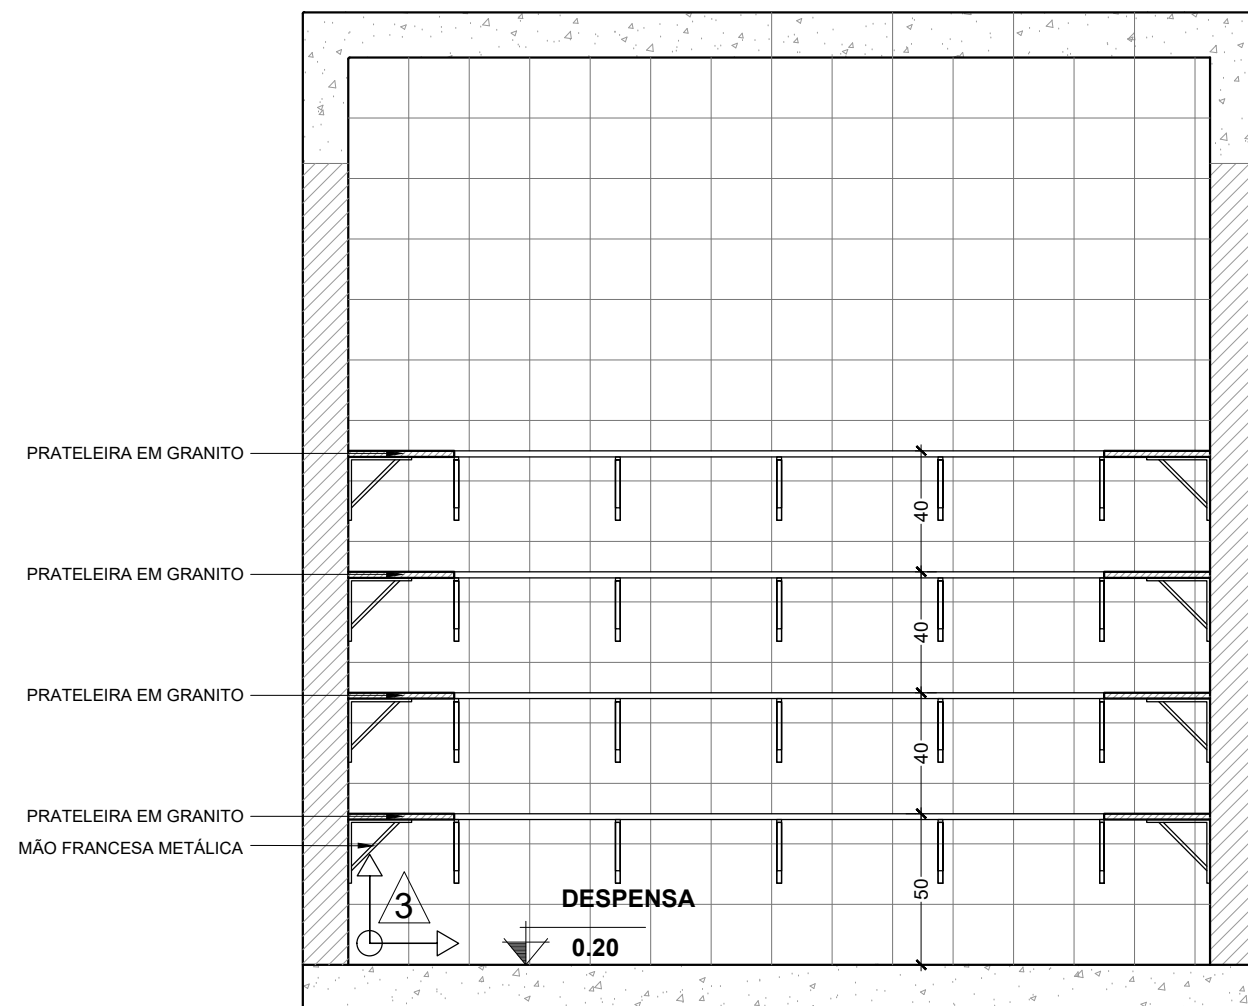 PRATELEIRA EM GRANITO
40
PRATELEIRA EM GRANITO
40
PRATELEIRA EM GRANITO
40
PRATELEIRA EM GRANITO
MÃO FRANCESA METÁLICA
50
3
DESPENSA
0.20